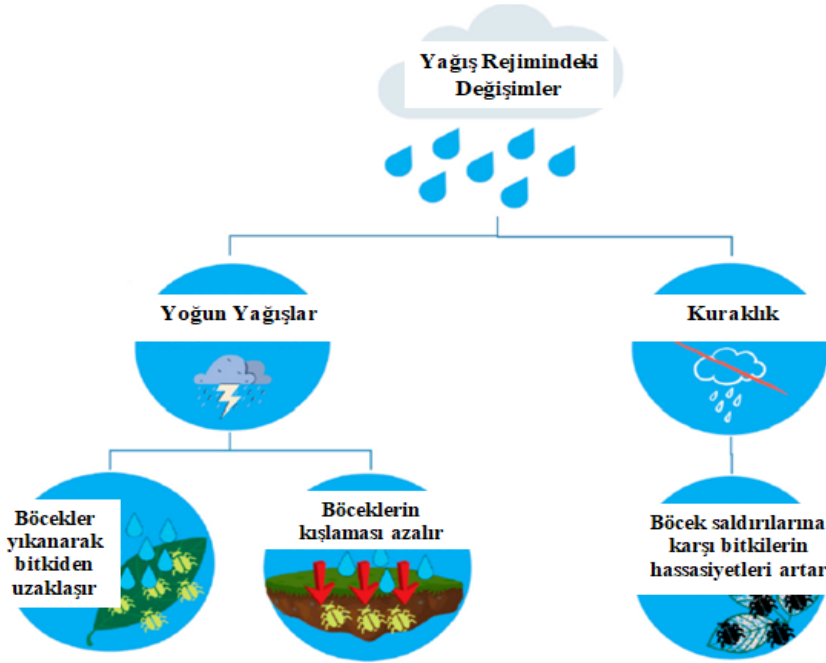 Yağış Rejimindeki
Değişimler
Yoğun Yağışlar
Kuraklık
Böcekler
yıkanarak
bitkiden
uzaklaşır
Böceklerin
kışlaması azalır
Böcek saldırılarına
karşı bitkilerin
hassasiyetleri artar